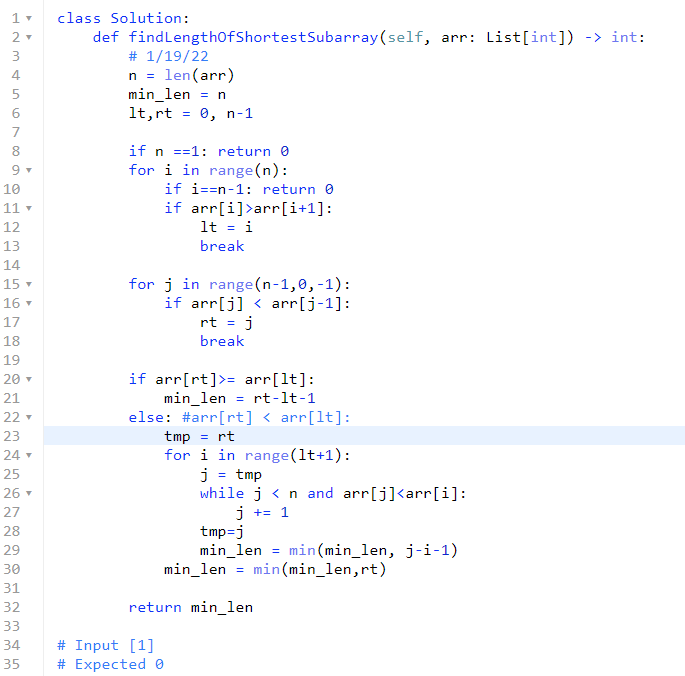 1 class Solution:
2 def findLengthOfShortestSubarray(self, arr: List[int]) -> int:
3 # 1/19/22
4 n = len(arr)
5 min_len = n
6 lt,rt = 0, n-1
7
8 if n ==1: return 0
9 for i in range(n):
10 if i==n-1: return 0
11 if arr[i]>arr[i+1]:
12 lt = i
13 break
14
15 for j in range(n-1,0,-1):
16 if arr[j] < arr[j-1]:
17 rt = j
18 break
19
20 if arr[rt]>= arr[lt]:
21 min_len = rt-lt-1
22 else: #arr[rt] < arr[lt]:
23 tmp = rt
24 for i in range(lt+1):
25 j = tmp
26 while j < n and arr[j]<arr[i]:
27 j += 1
28 tmp=j
29 min_len = min(min_len, j-i-1)
30 min_len = min(min_len,rt)
31
32 return min_len
33
34 # Input [1]
35 # Expected 0